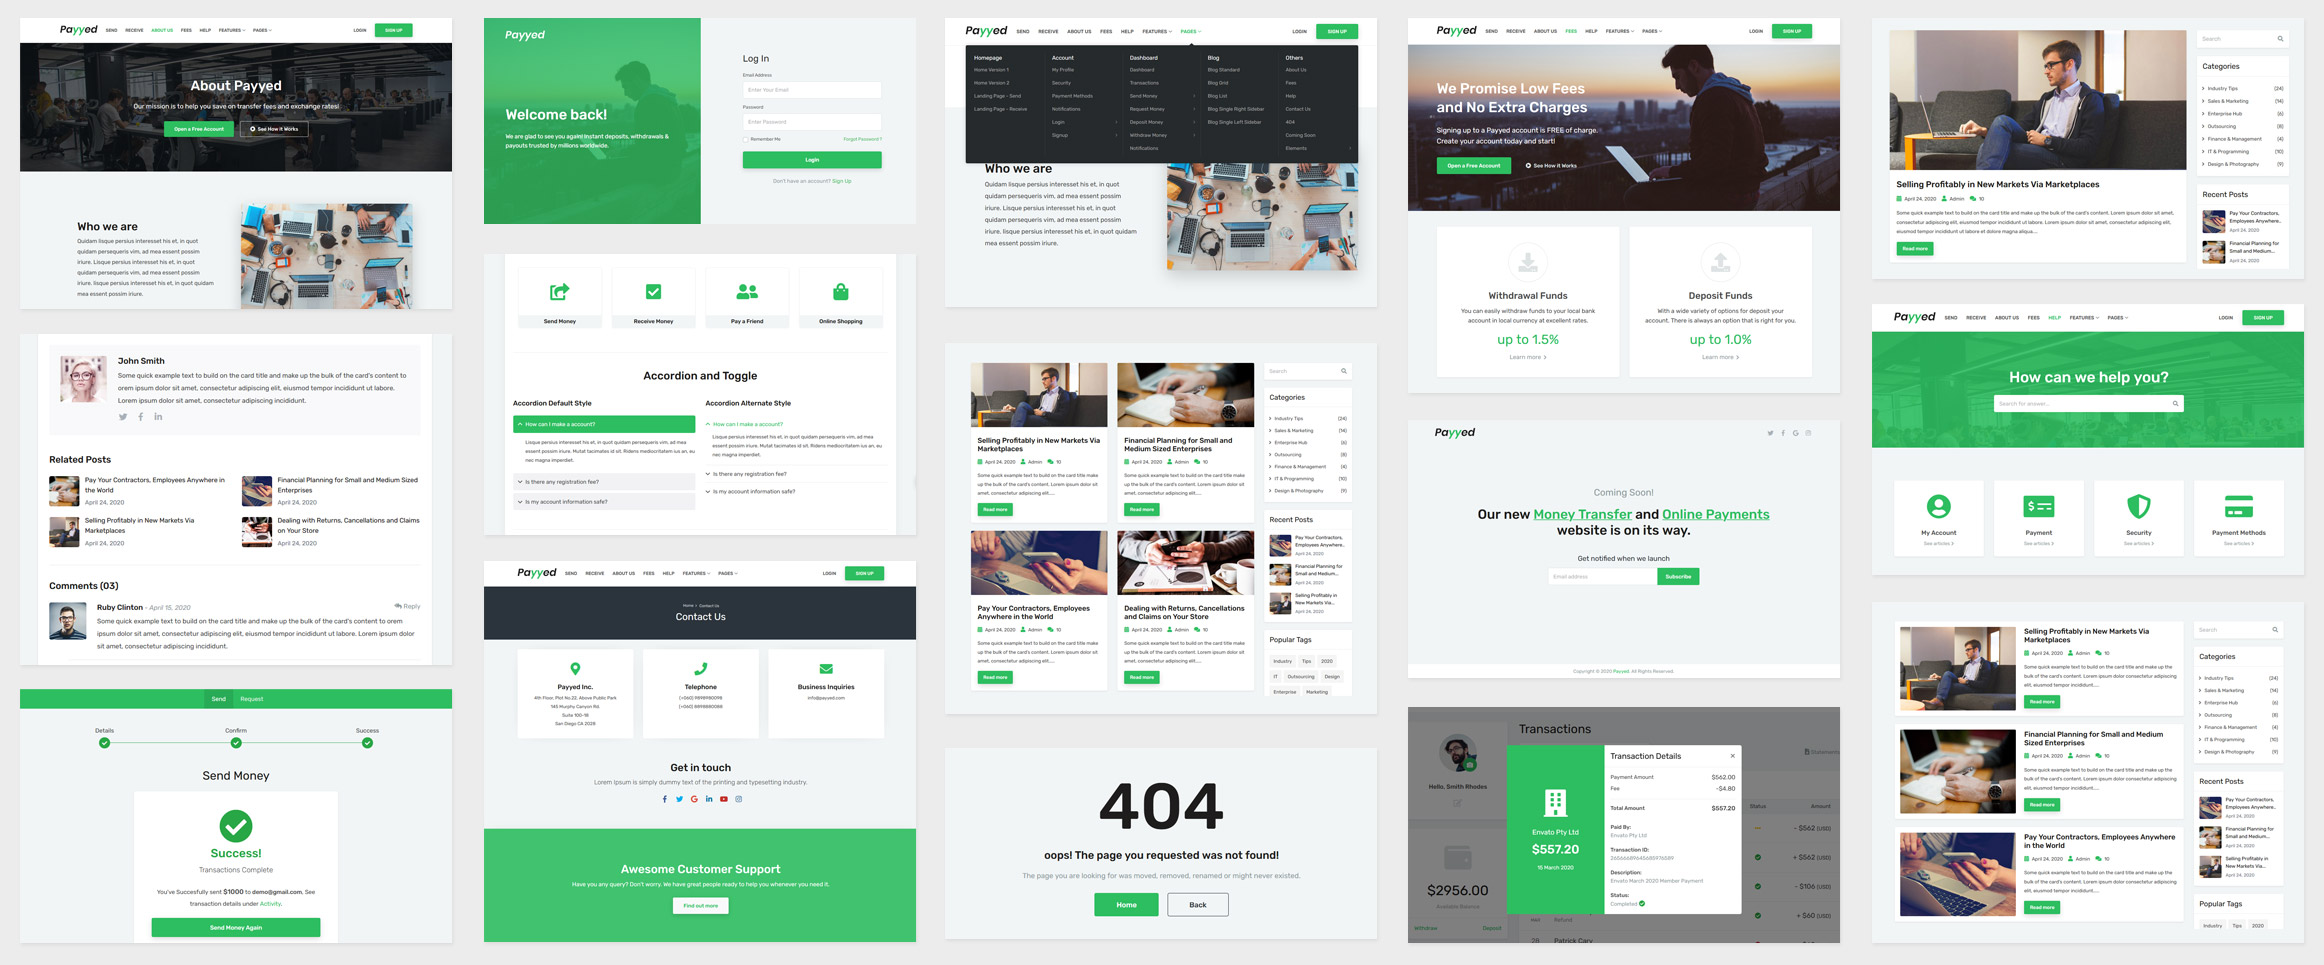 Payyed
SEND RECEIVE ABOUT US FEES HELP FEATURES PAGES
LOGIN SIGN UP
About Payyed
Our mission is to help you save on transfer fees and exchange rates!
Open a Free Account
See How it Works
Who we are
Quidam lisque persius interesset his et, in quot
quidam persequeris vim, ad mea essent possim
iriure. Lisque persius interesset his et, in quot
quidam persequeris vim, ad mea essent possim
iriure. lisque persius interesset his et, in quot
mea essent possim iriure.
John Smith
Some quick example text to build on the card title and make up the bulk of the card's content to
orem ipsum dolor sit amet, consectetur adipiscing elit, eiusmod tempor incididunt ut labore.
Lorem ipsum dolor sit amet, consectetur adipiscing incididunt.
Related Posts
Pay Your Contractors, Employees Anywhere in
the World
April 24, 2020
Financial Planning for Small and Medium Sized
Enterprises
April 24, 2020
Selling Profitably in New Markets Via
Marketplaces
April 24, 2020
Dealing with Returns, Cancellations and Claims
on Your Store
April 24, 2020
Comments (03)
Ruby Clinton - April 15, 2020
Reply
Some quick example text to build on the card title and make up the bulk of the card's content to orem
ipsum dolor sit amet, consectetur adipiscing elit, eiusmod tempor incididunt ut labore. Lorem ipsum dolor
sit amet, consectetur adipiscing incididunt.
Send Request
Details Confirm Success
Send Money
Success!
Transactions Complete
You've Succesfully sent $1000 to demo@gmail.com, See
transaction details under Activity.
Send Money Again
Payyed
Welcome back!
We are glad to see you again! Instant deposits, withdrawals &
payouts trusted by millions worldwide.
Log In
Email Address
Enter Your Email
Password
Enter Password
Remember Me
Forgot Password ?
Login
Don't have an account? Sign Up
Send Money
Receive Money
Pay a Friend
Online Shopping
Accordion and Toggle
Accordion Default Style
How can I make a account?
Lisque persius interesset his et, in quot quidam persequeris vim, ad mea
essent possim iriure. Mutat tacimates id sit. Ridens mediocritatem ius an, eu
nec magna imperdiet.
Is there any registration fee?
Is my account information safe?
Accordion Alternate Style
How can I make a account?
Lisque persius interesset his et, in quot quidam persequeris vim, ad mea
essent possim iriure. Mutat tacimates id sit. Ridens mediocritatem ius an, eu
nec magna imperdiet.
Is there any registration fee?
Is my account information safe?
Payyed
SEND RECEIVE ABOUT US FEES HELP FEATURES PAGES
LOGIN SIGN UP
Home > Contact Us
Contact Us
Payyed Inc.
4th Floor, Plot No.22, Above Public Park
145 Murphy Canyon Rd.
Suite 100-18
San Diego CA 2028
Telephone
(+060) 9898980098
(+060) 8898880088
Business Inquiries
info@payyed.com
Get in touch
Lorem Ipsum is simply dummy text of the printing and typesetting industry.
Awesome Customer Support
Have you any query? Don't worry. We have great people ready to help you whenever you need it.
Find out more
Payyed
SEND RECEIVE ABOUT US FEES HELP FEATURES PAGES
LOGIN SIGN UP
Homepage
Home Version 1
Home Version 2
Landing Page - Send
Landing Page - Receive
Account
My Profile
Security
Payment Methods
Notifications
Login
Signup
Dashboard
Dashboard
Transactions
Send Money
Request Money
Deposit Money
Withdraw Money
Notifications
Blog
Blog Standard
Blog Grid
Blog List
Blog Single Right Sidebar
Blog Single Left Sidebar
Others
About Us
Fees
Help
Contact Us
404
Coming Soon
Elements
Who we are
Quidam lisque persius interesset his et, in quot
quidam persequeris vim, ad mea essent possim
iriure. Lisque persius interesset his et, in quot
quidam persequeris vim, ad mea essent possim
iriure. lisque persius interesset his et, in quot
mea essent possim iriure.
Selling Profitably in New Markets Via
Marketplaces
April 24, 2020 Admin 10
Some quick example text to build on the card title make
up the bulk of the card's content. Lorem ipsum dolor sit
amet, consectetur adipiscing elit....
Read more
Financial Planning for Small and
Medium Sized Enterprises
April 24, 2020 Admin 10
Some quick example text to build on the card title make
up the bulk of the card's content. Lorem ipsum dolor sit
amet, consectetur adipiscing elit....
Read more
Pay Your Contractors, Employees
Anywhere in the World
April 24, 2020 Admin 10
Some quick example text to build on the card title make
up the bulk of the card's content. Lorem ipsum dolor sit
amet, consectetur adipiscing elit....
Read more
Dealing with Returns, Cancellations
and Claims on Your Store
April 24, 2020 Admin 10
Some quick example text to build on the card title make
up the bulk of the card's content. Lorem ipsum dolor sit
amet, consectetur adipiscing elit....
Read more
Search
Categories
Industry Tips (24)
Sales & Marketing (14)
Enterprise Hub (6)
Outsourcing (8)
Finance & Management (4)
IT & Programming (10)
Design & Photography (9)
Recent Posts
Pay Your Contractors,
Employees Anywhere..
April 24, 2020
Financial Planning for
Small and Medium...
April 24, 2020
Selling Profitably in
New Markets Via...
April 24, 2020
Popular Tags
Industry Tips 2020
IT Outsourcing Design
Enterprise Marketing
404
oops! The page you requested was not found!
The page you are looking for was moved, removed, renamed or might never existed.
Home Back
Payyed
SEND RECEIVE ABOUT US FEES HELP FEATURES PAGES
LOGIN SIGN UP
We Promise Low Fees
and No Extra Charges
Signing up to a Payyed account is FREE of charge.
Create your account today and start!
Open a Free Account
See How it Works
Withdrawal Funds
You can easily withdraw funds to your local bank
account in local currency at excellent rates.
up to 1.5%
Learn more
Deposit Funds
With a wide variety of options for deposit your
account. There is always an option that is right for you.
up to 1.0%
Learn more
Payyed
Coming Soon!
Our new Money Transfer and Online Payments
website is on its way.
Get notified when we launch
Email address
Subscribe
Copyright © 2020 Payyed. All Rights Reserved.
Transactions
Hello, Smith Rhodes
$2956.00
Available Balance
Withdraw Deposit
Envato Pty Ltd
$557.20
15 March 2020
Transaction Details ×
Payment Amount $562.00
Fee -$4.80
Total Amount $557.20
Paid By:
Envato Pty Ltd
Transaction ID:
26566689645685976589
Description:
Envato March 2020 Member Payment
Status:
Completed
Statements
Status Amount
- $562 (USD)
+ $562 (USD)
- $106 (USD)
+ $60 (USD)
MAR Refund
28 Patrick Cary
Selling Profitably in New Markets Via Marketplaces
April 24, 2020 Admin 10
Some quick example text to build on the card title and make up the bulk of the card's content. Lorem ipsum dolor sit amet,
consectetur adipiscing elit, eiusmod tempor incididunt ut labore. Lorem ipsum dolor sit amet, consectetur adipiscing elit,
eiusmod tempor incididunt ut labore et dolore magna aliqua....
Read more
Search
Categories
Industry Tips (24)
Sales & Marketing (14)
Enterprise Hub (6)
Outsourcing (8)
Finance & Management (4)
IT & Programming (10)
Design & Photography (9)
Recent Posts
Pay Your Contractors,
Employees Anywhere..
April 24, 2020
Financial Planning for
Small and Medium...
April 24, 2020
Payyed
SEND RECEIVE ABOUT US FEES HELP FEATURES PAGES
LOGIN SIGN UP
How can we help you?
Search for answer...
My Account
See articles
Payment
See articles
Security
See articles
Payment Methods
See articles
Selling Profitably in New Markets Via
Marketplaces
April 24, 2020 Admin 10
Some quick example text to build on the card title and make up the
bulk of the card's content. Lorem ipsum dolor consectetur adipiscing
elit, eiusmod tempor incididunt.....
Read more
Financial Planning for Small and Medium
Sized Enterprises
April 24, 2020 Admin 10
Some quick example text to build on the card title and make up the
bulk of the card's content. Lorem ipsum dolor consectetur adipiscing
elit, eiusmod tempor incididunt.....
Read more
Pay Your Contractors, Employees Anywhere
in the World
April 24, 2020 Admin 10
Some quick example text to build on the card title and make up the
bulk of the card's content. Lorem ipsum dolor consectetur adipiscing
elit, eiusmod tempor incididunt.....
Read more
Search
Categories
Industry Tips (24)
Sales & Marketing (14)
Enterprise Hub (6)
Outsourcing (8)
Finance & Management (4)
IT & Programming (10)
Design & Photography (9)
Recent Posts
Pay Your Contractors,
Employees Anywhere..
April 24, 2020
Financial Planning for
Small and Medium...
April 24, 2020
Selling Profitably in
New Markets Via...
April 24, 2020
Popular Tags
Industry Tips 2020